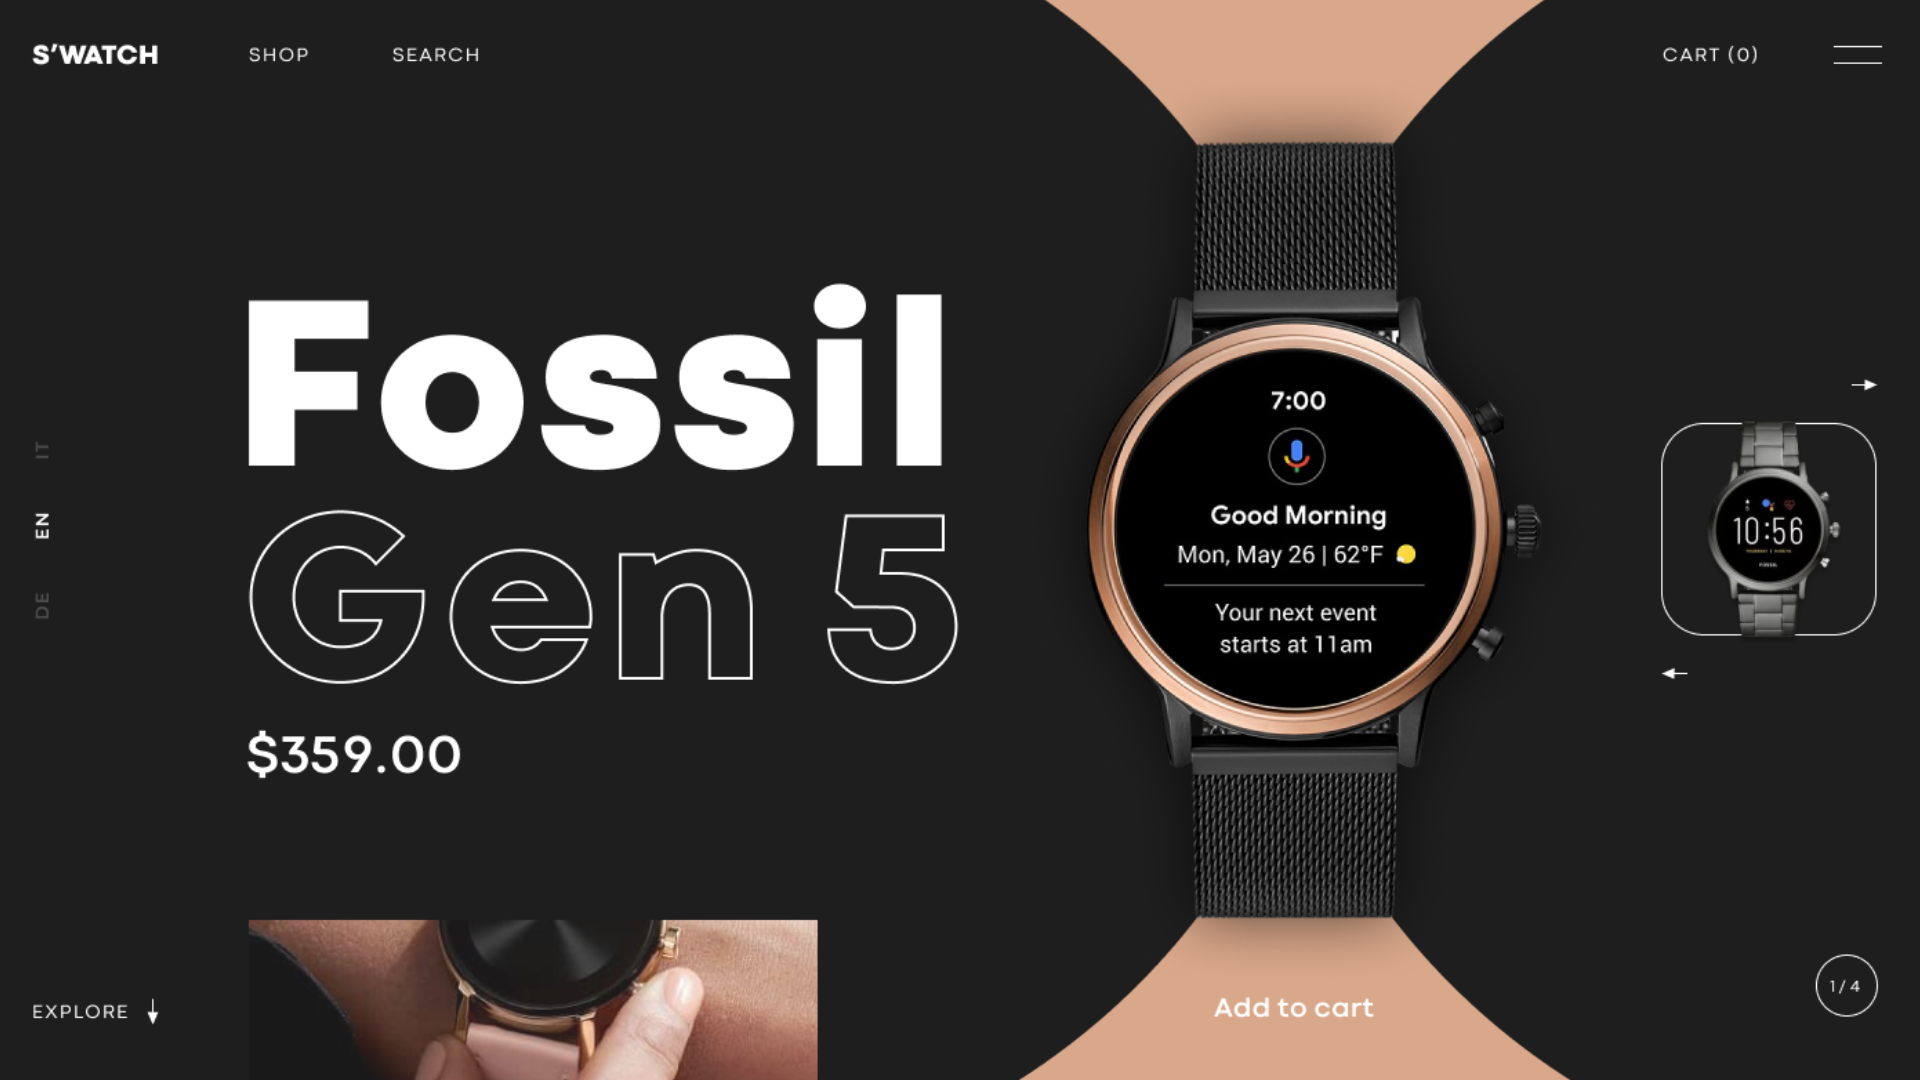 S'WATCH
SHOP
SEARCH
CART (0)
IT
EN
DE
Fossil
Gen 5
$359.00
7:00
Good Morning
Mon, May 26 | 62°F
Your next event
starts at 11am
10:56
FOSSIL
EXPLORE
Add to cart
1/4